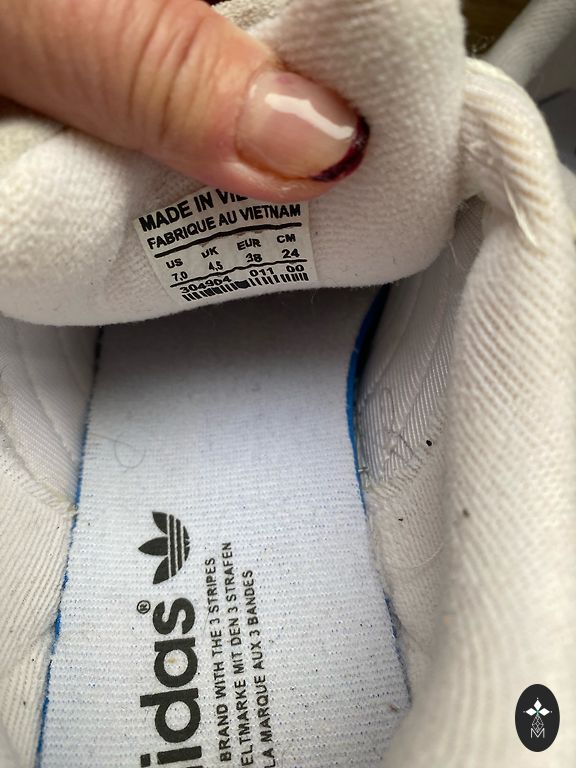 MADE IN VIE
FABRIQUE AU VIETNAM
US UK EUR CM
7,0 4,5 38 24
304904 011 00
adidas®
BRAND WITH THE 3 STRIPES
ELTMARKE MIT DEN 3 STRAFEN
LA MARQUE AUX 3 BANDES
M